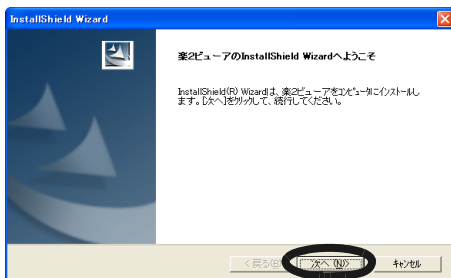 InstallShield Wizard
楽2ビューアのInstallShield Wizardへようこそ
InstallShield(R) Wizardは、楽2ビューアをコンピュータにインストールし
ます。[次へ]をクリックして、続行してください。
< 戻る(B)
次へ(N)>
キャンセル